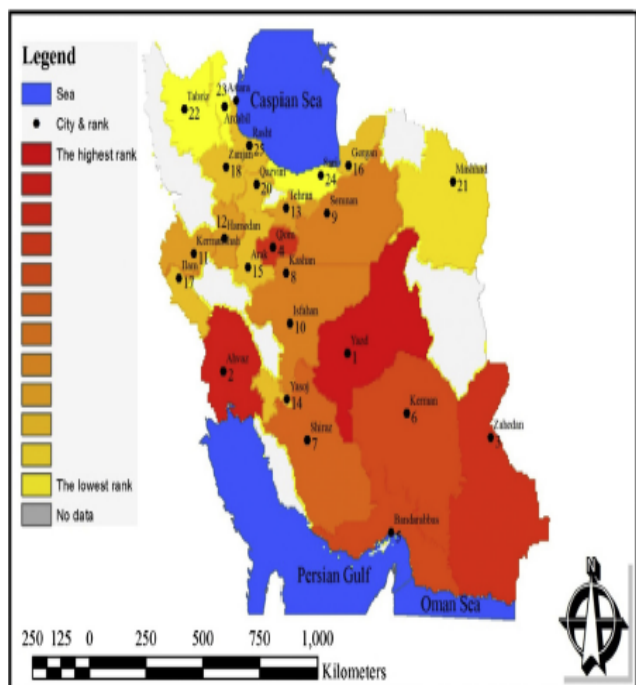 Legend
Sea
City & rank
The highest rank
The lowest rank
No data
Caspiian Sea
23 Astara
Tabriz
22
Ardabil
Rasht
25
Zanjan
18
Qazvin
20
24
Gorgan
16
Mashhad
21
Tehran
13
Semnan
9
12 Hamedan
Kermanshah
11
Qom
4
Ilam
17
Arak
15
Kashan
8
Isfahan
10
Yazd
1
Ahvaz
2
Yasoj
14
Shiraz
7
Kerman
6
Zahedan
3
Bandarabbas
5
Persian Gulf
Oman Sea
N
250 125 0 250 500 750 1,000
Kilometers